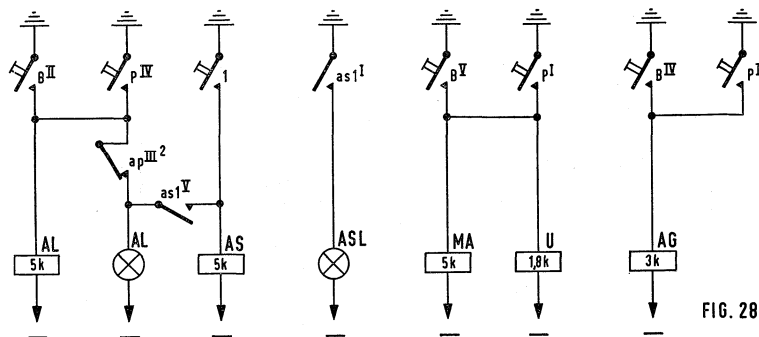 B II
P IV
1
as1 I
B V
P I
B IV
P I
ap III 2
as1 V
AL
AL
AS
ASL
MA
U
AG
5k
5k
5k
1,8k
3k
FIG. 28